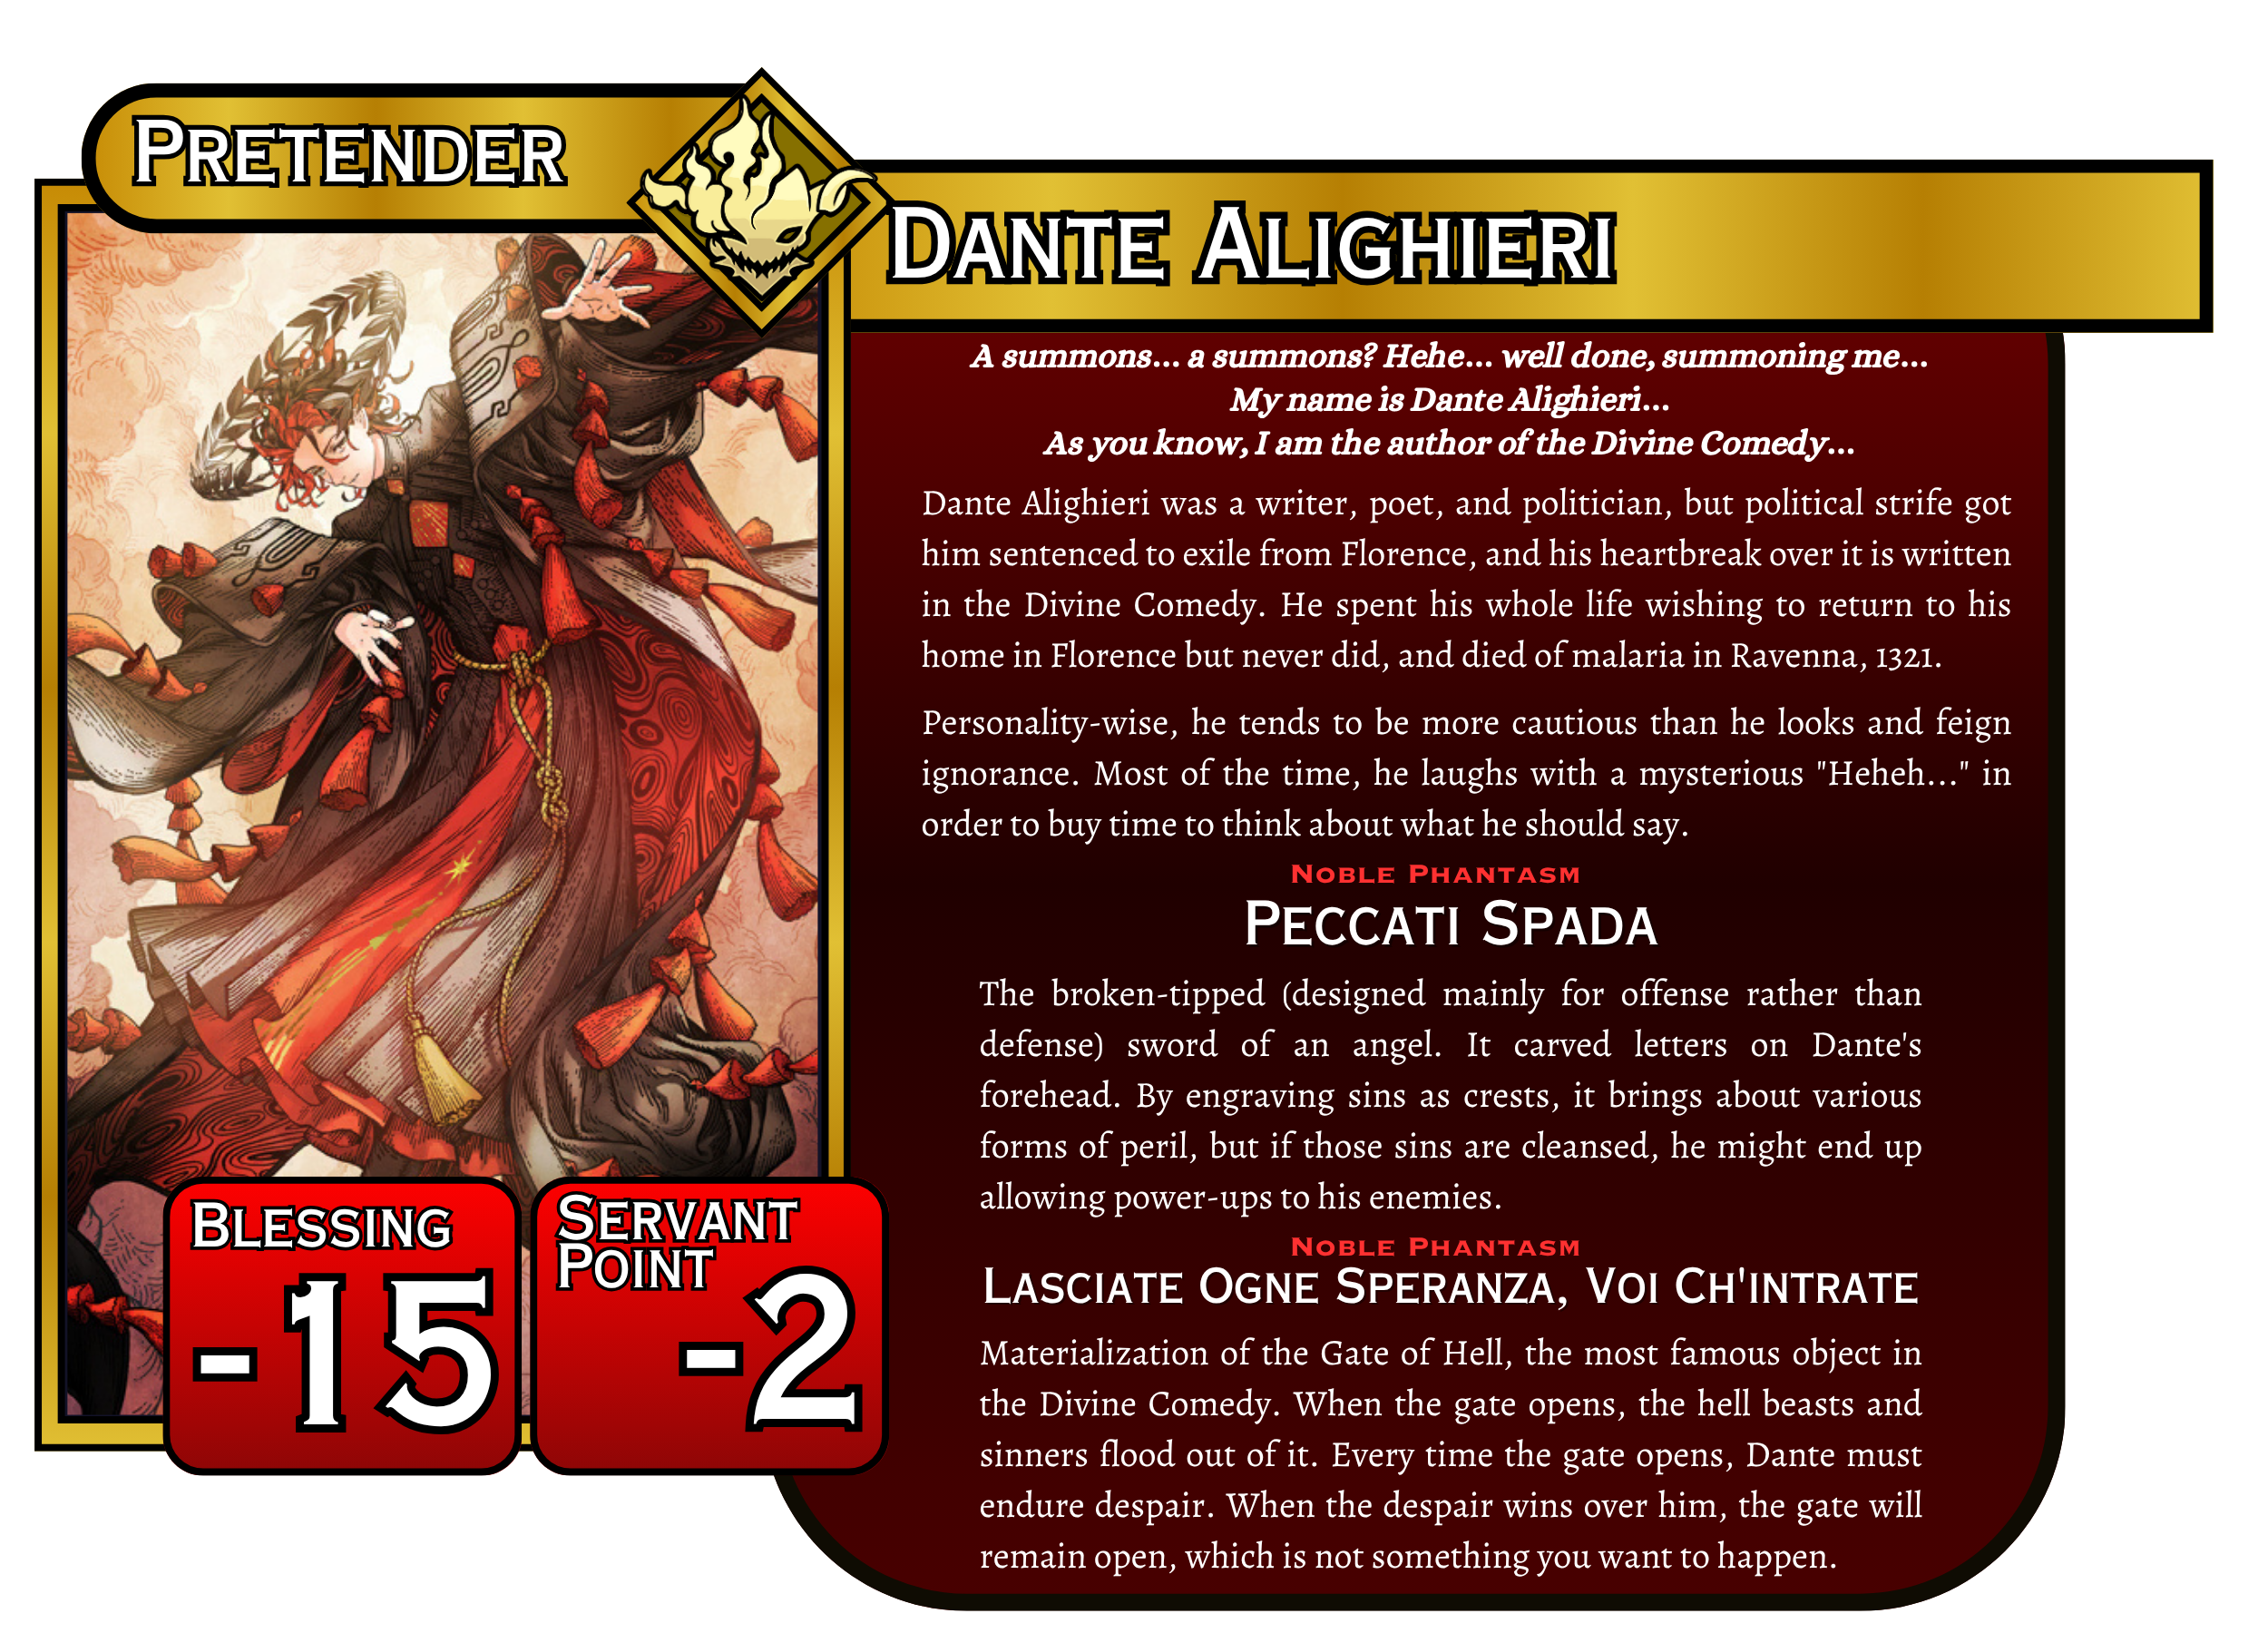 PRETENDER
DANTE ALIGHIERI
A summons... a summons? Hehe... well done, summoning me...
My name is Dante Alighieri...
As you know, I am the author of the Divine Comedy...
Dante Alighieri was a writer, poet, and politician, but political strife got
him sentenced to exile from Florence, and his heartbreak over it is written
in the Divine Comedy. He spent his whole life wishing to return to his
home in Florence but never did, and died of malaria in Ravenna, 1321.
Personality-wise, he tends to be more cautious than he looks and feign
ignorance. Most of the time, he laughs with a mysterious "Heheh..." in
order to buy time to think about what he should say.
NOBLE PHANTASM
PECCATI SPADA
The broken-tipped (designed mainly for offense rather than
defense) sword of an angel. It carved letters on Dante's
forehead. By engraving sins as crests, it brings about various
forms of peril, but if those sins are cleansed, he might end up
allowing power-ups to his enemies.
NOBLE PHANTASM
LASCIATE OGNE SPERANZA, VOI CH'INTRATE
Materialization of the Gate of Hell, the most famous object in
the Divine Comedy. When the gate opens, the hell beasts and
sinners flood out of it. Every time the gate opens, Dante must
endure despair. When the despair wins over him, the gate will
remain open, which is not something you want to happen.
BLESSING
-15
SERVANT
POINT
-2